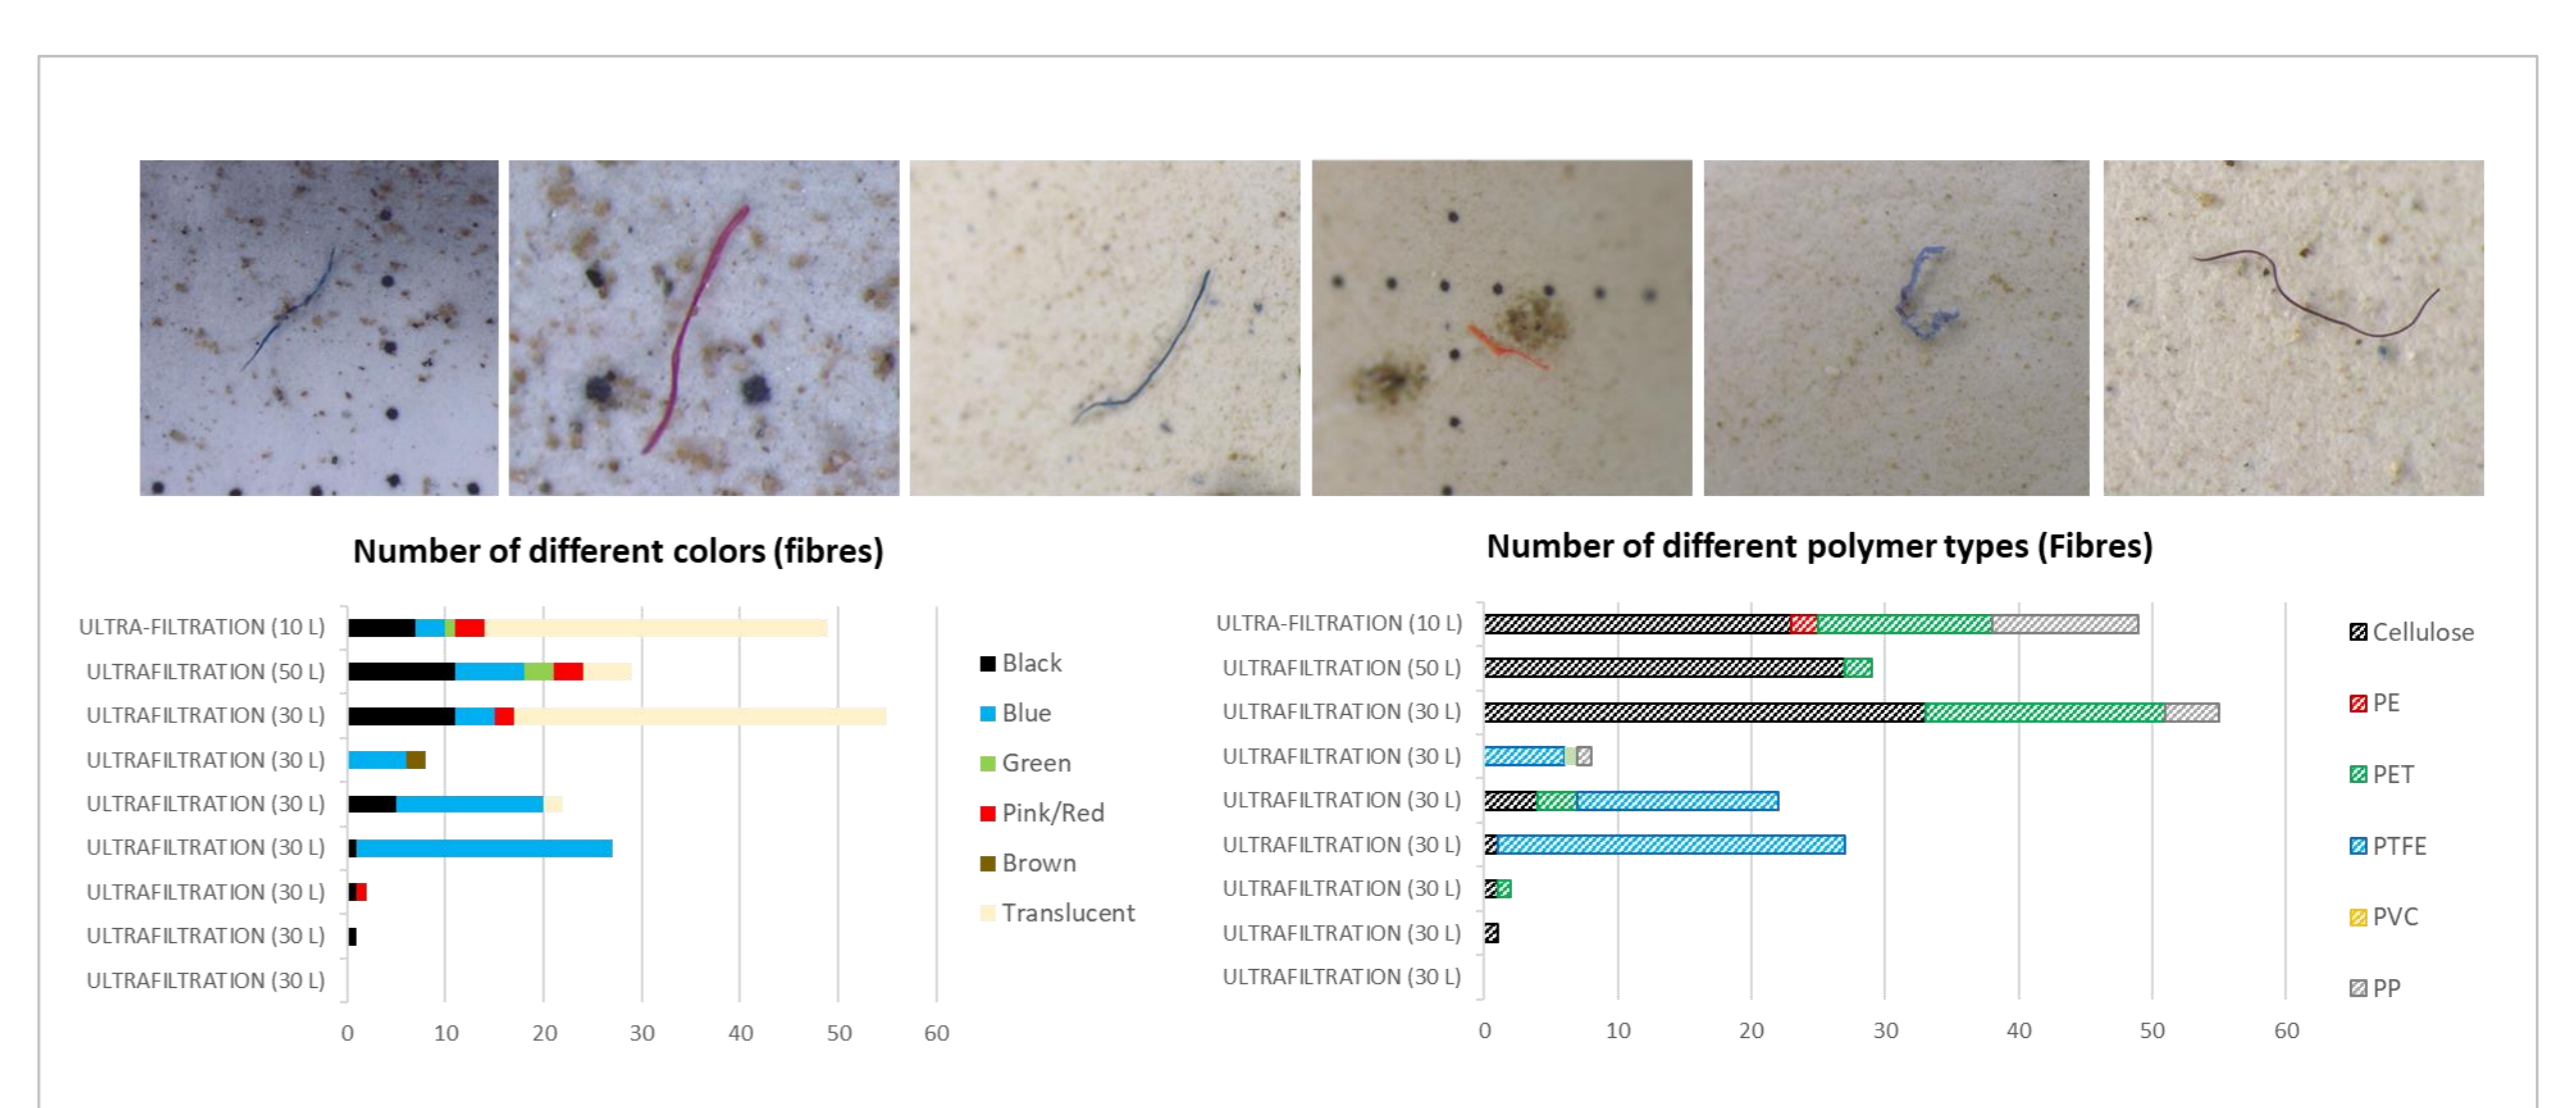 Number of different colors (fibres)
ULTRA-FILTRATION (10 L)
ULTRAFILTRATION (50 L)
ULTRAFILTRATION (30 L)
ULTRAFILTRATION (30 L)
ULTRAFILTRATION (30 L)
ULTRAFILTRATION (30 L)
ULTRAFILTRATION (30 L)
ULTRAFILTRATION (30 L)
ULTRAFILTRATION (30 L)
0 10 20 30 40 50 60
Black
Blue
Green
Pink/Red
Brown
Translucent
Number of different polymer types (Fibres)
ULTRA-FILTRATION (10 L)
ULTRAFILTRATION (50 L)
ULTRAFILTRATION (30 L)
ULTRAFILTRATION (30 L)
ULTRAFILTRATION (30 L)
ULTRAFILTRATION (30 L)
ULTRAFILTRATION (30 L)
ULTRAFILTRATION (30 L)
ULTRAFILTRATION (30 L)
0 10 20 30 40 50 60
Cellulose
PE
PET
PTFE
PVC
PP